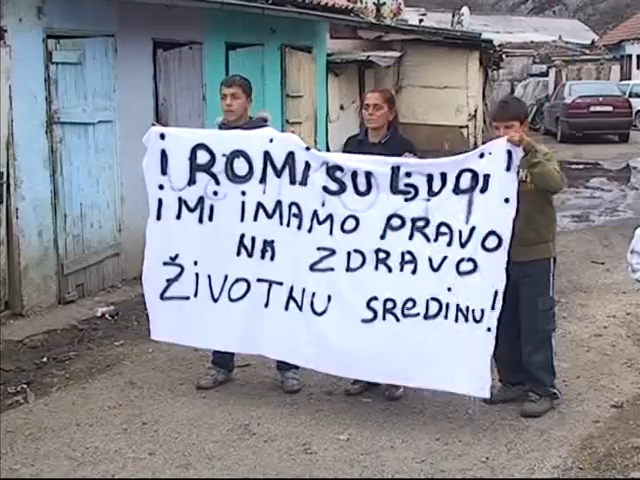 i ROMi SU LJUDi!
i Mi iMAMO PRAVO
NA ZDRAVO
ŽiVOTNU SREDiNU!